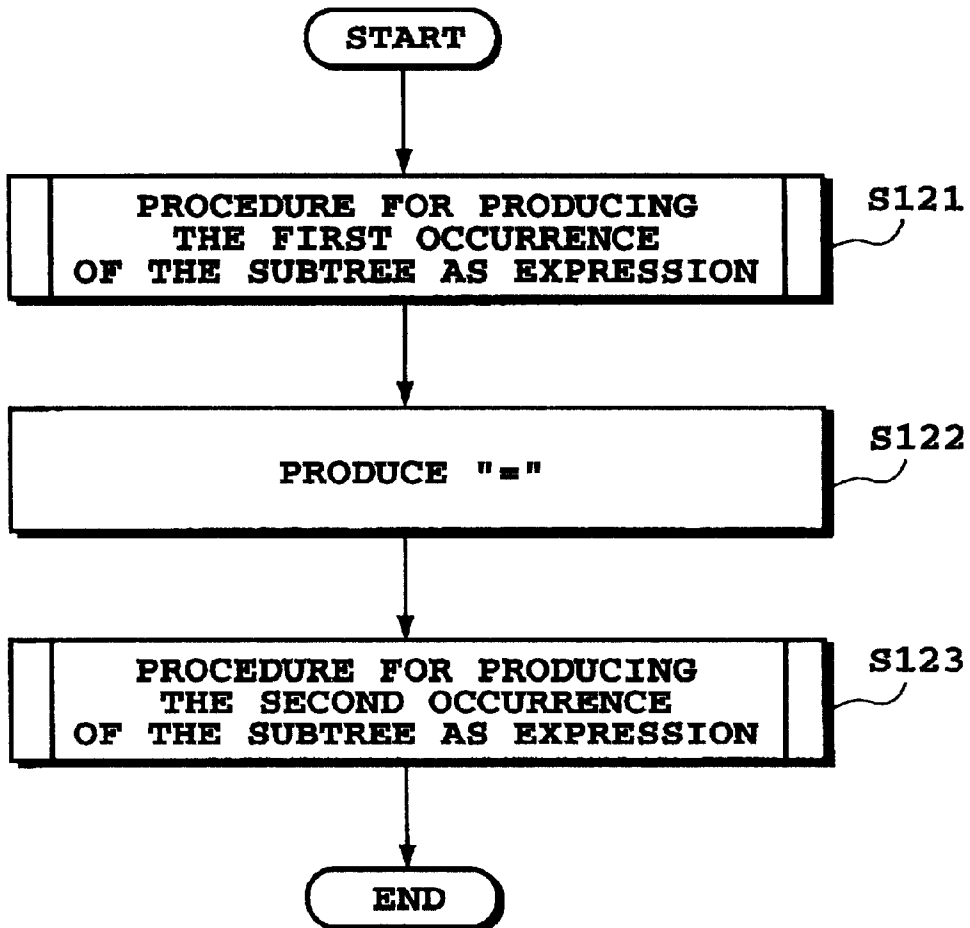 START
PROCEDURE FOR PRODUCING
THE FIRST OCCURRENCE
OF THE SUBTREE AS EXPRESSION
S121
PRODUCE "="
S122
PROCEDURE FOR PRODUCING
THE SECOND OCCURRENCE
OF THE SUBTREE AS EXPRESSION
S123
END